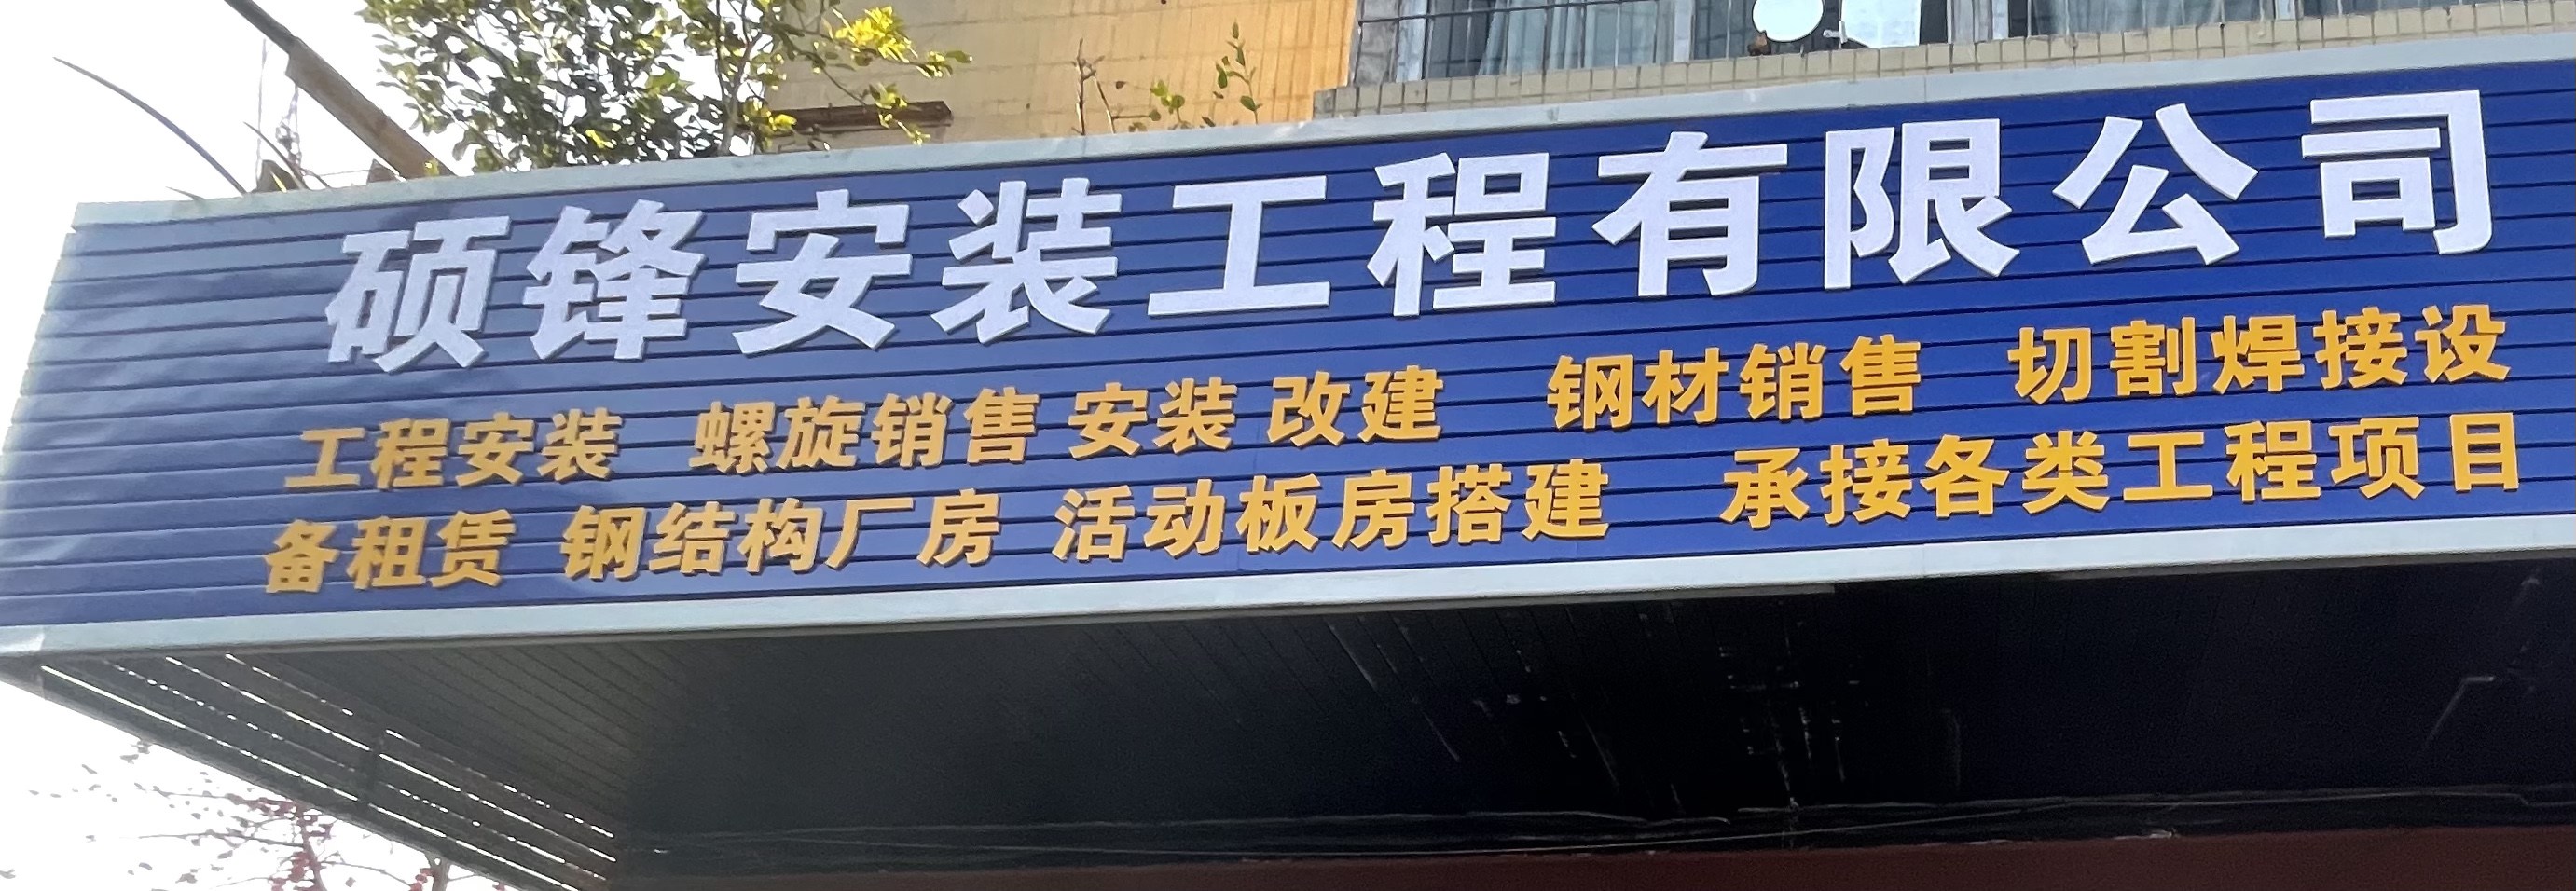 硕锋安装工程有限公司
工程安装 螺旋销售 安装 改建 钢材销售 切割焊接设
备租赁 钢结构厂房 活动板房搭建 承接各类工程项目